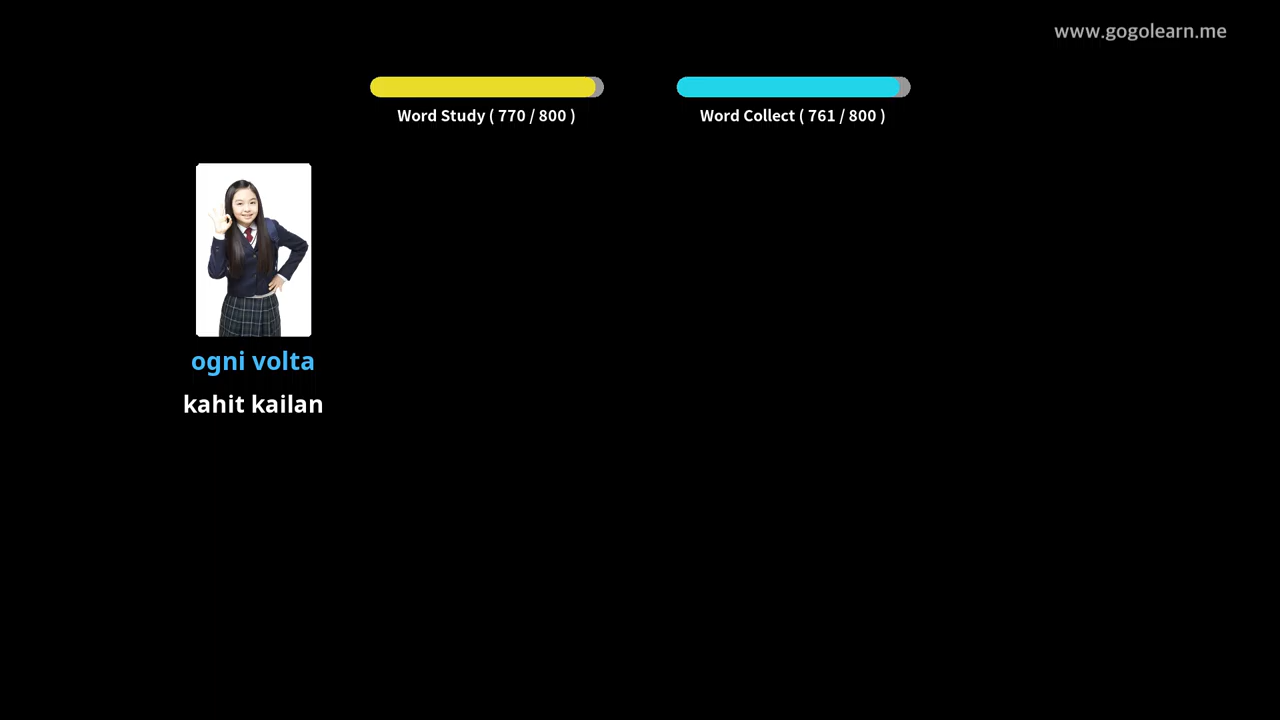 www.gogolearn.me
Word Study ( 770 / 800 )
Word Collect ( 761 / 800 )
ogni volta
kahit kailan